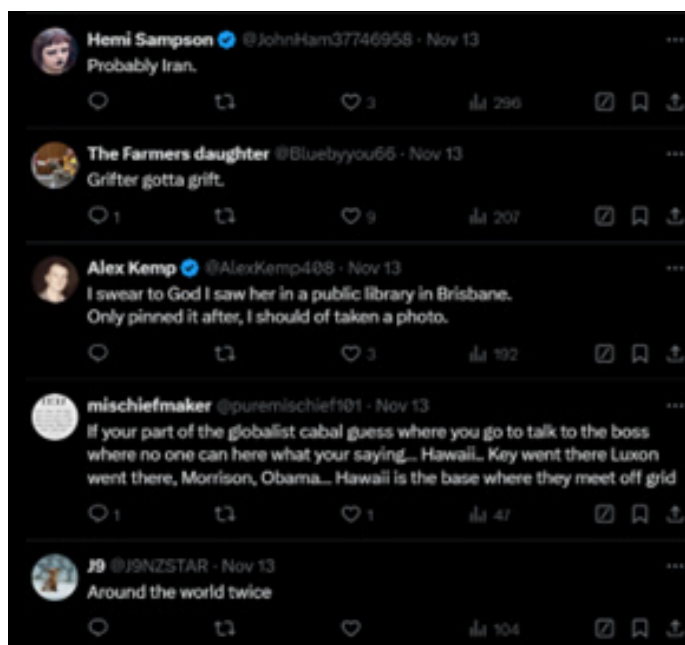 Hemi Sampson @JohnHam37746958 · Nov 13
Probably Iran.
3 296
The Farmers daughter @Bluebyyou66 · Nov 13
Grifter gotta grift.
1 9 207
Alex Kemp @AlexKemp408 · Nov 13
I swear to God I saw her in a public library in Brisbane.
Only pinned it after, I should of taken a photo.
3 192
mischiefmaker @puremischief101 · Nov 13
If your part of the globalist cabal guess where you go to talk to the boss
where no one can here what your saying... Hawaii.. Key went there Luxon
went there, Morrison, Obama... Hawaii is the base where they meet off grid
1 1 47
J9 @J9NZSTAR · Nov 13
Around the world twice
104